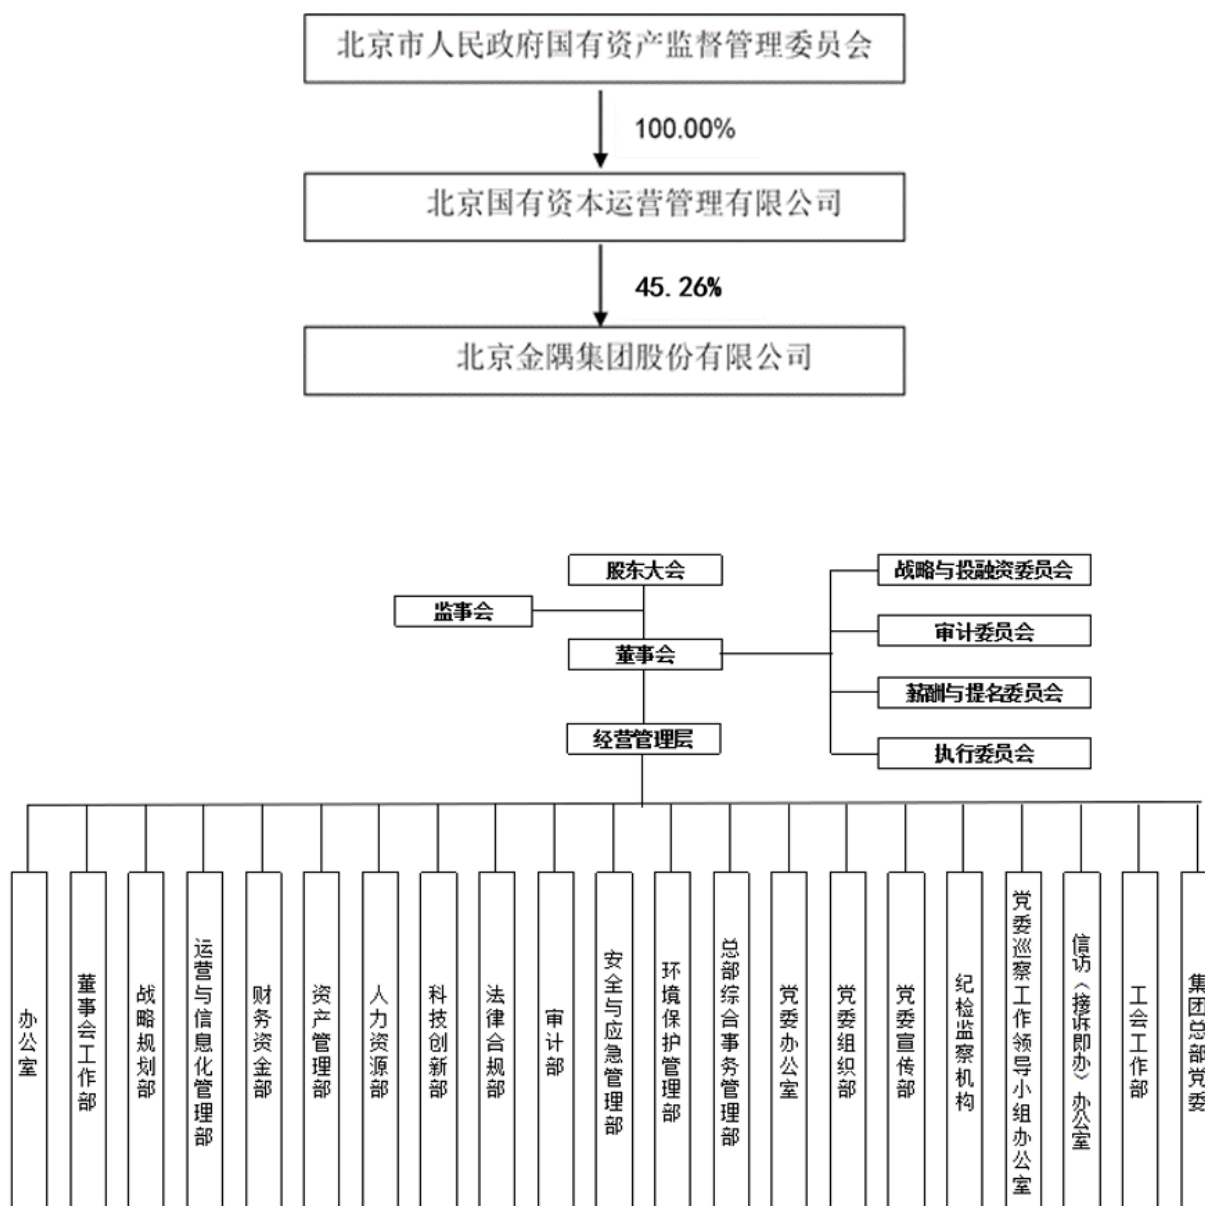 北京市人民政府国有资产监督管理委员会
100.00%
北京国有资本运营管理有限公司
45.26%
北京金隅集团股份有限公司
股东大会
战略与投融资委员会
监事会
审计委员会
董事会
薪酬与提名委员会
经营管理层
执行委员会
办公室
董事会工作部
战略规划部
运营与信息化管理部
财务资金部
资产管理部
人力资源部
科技创新部
法律合规部
审计部
安全与应急管理部
环境保护管理部
总部综合事务管理部
党委办公室
党委组织部
党委宣传部
纪检监察机构
党委巡察工作领导小组办公室
信访（接诉即办）办公室
工会工作部
集团总部党委